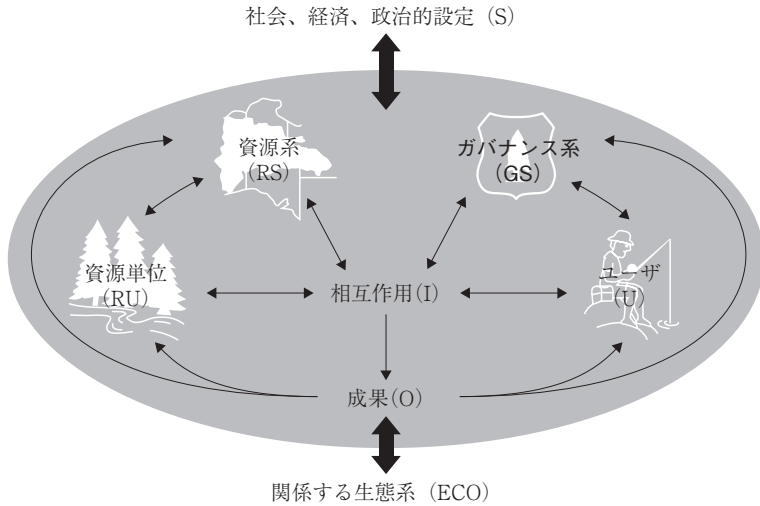 社会、経済、政治的設定（S）
資源系
(RS)
ガバナンス系
(GS)
資源単位
(RU)
相互作用(I)
ユーザ
(U)
成果(O)
関係する生態系（ECO）